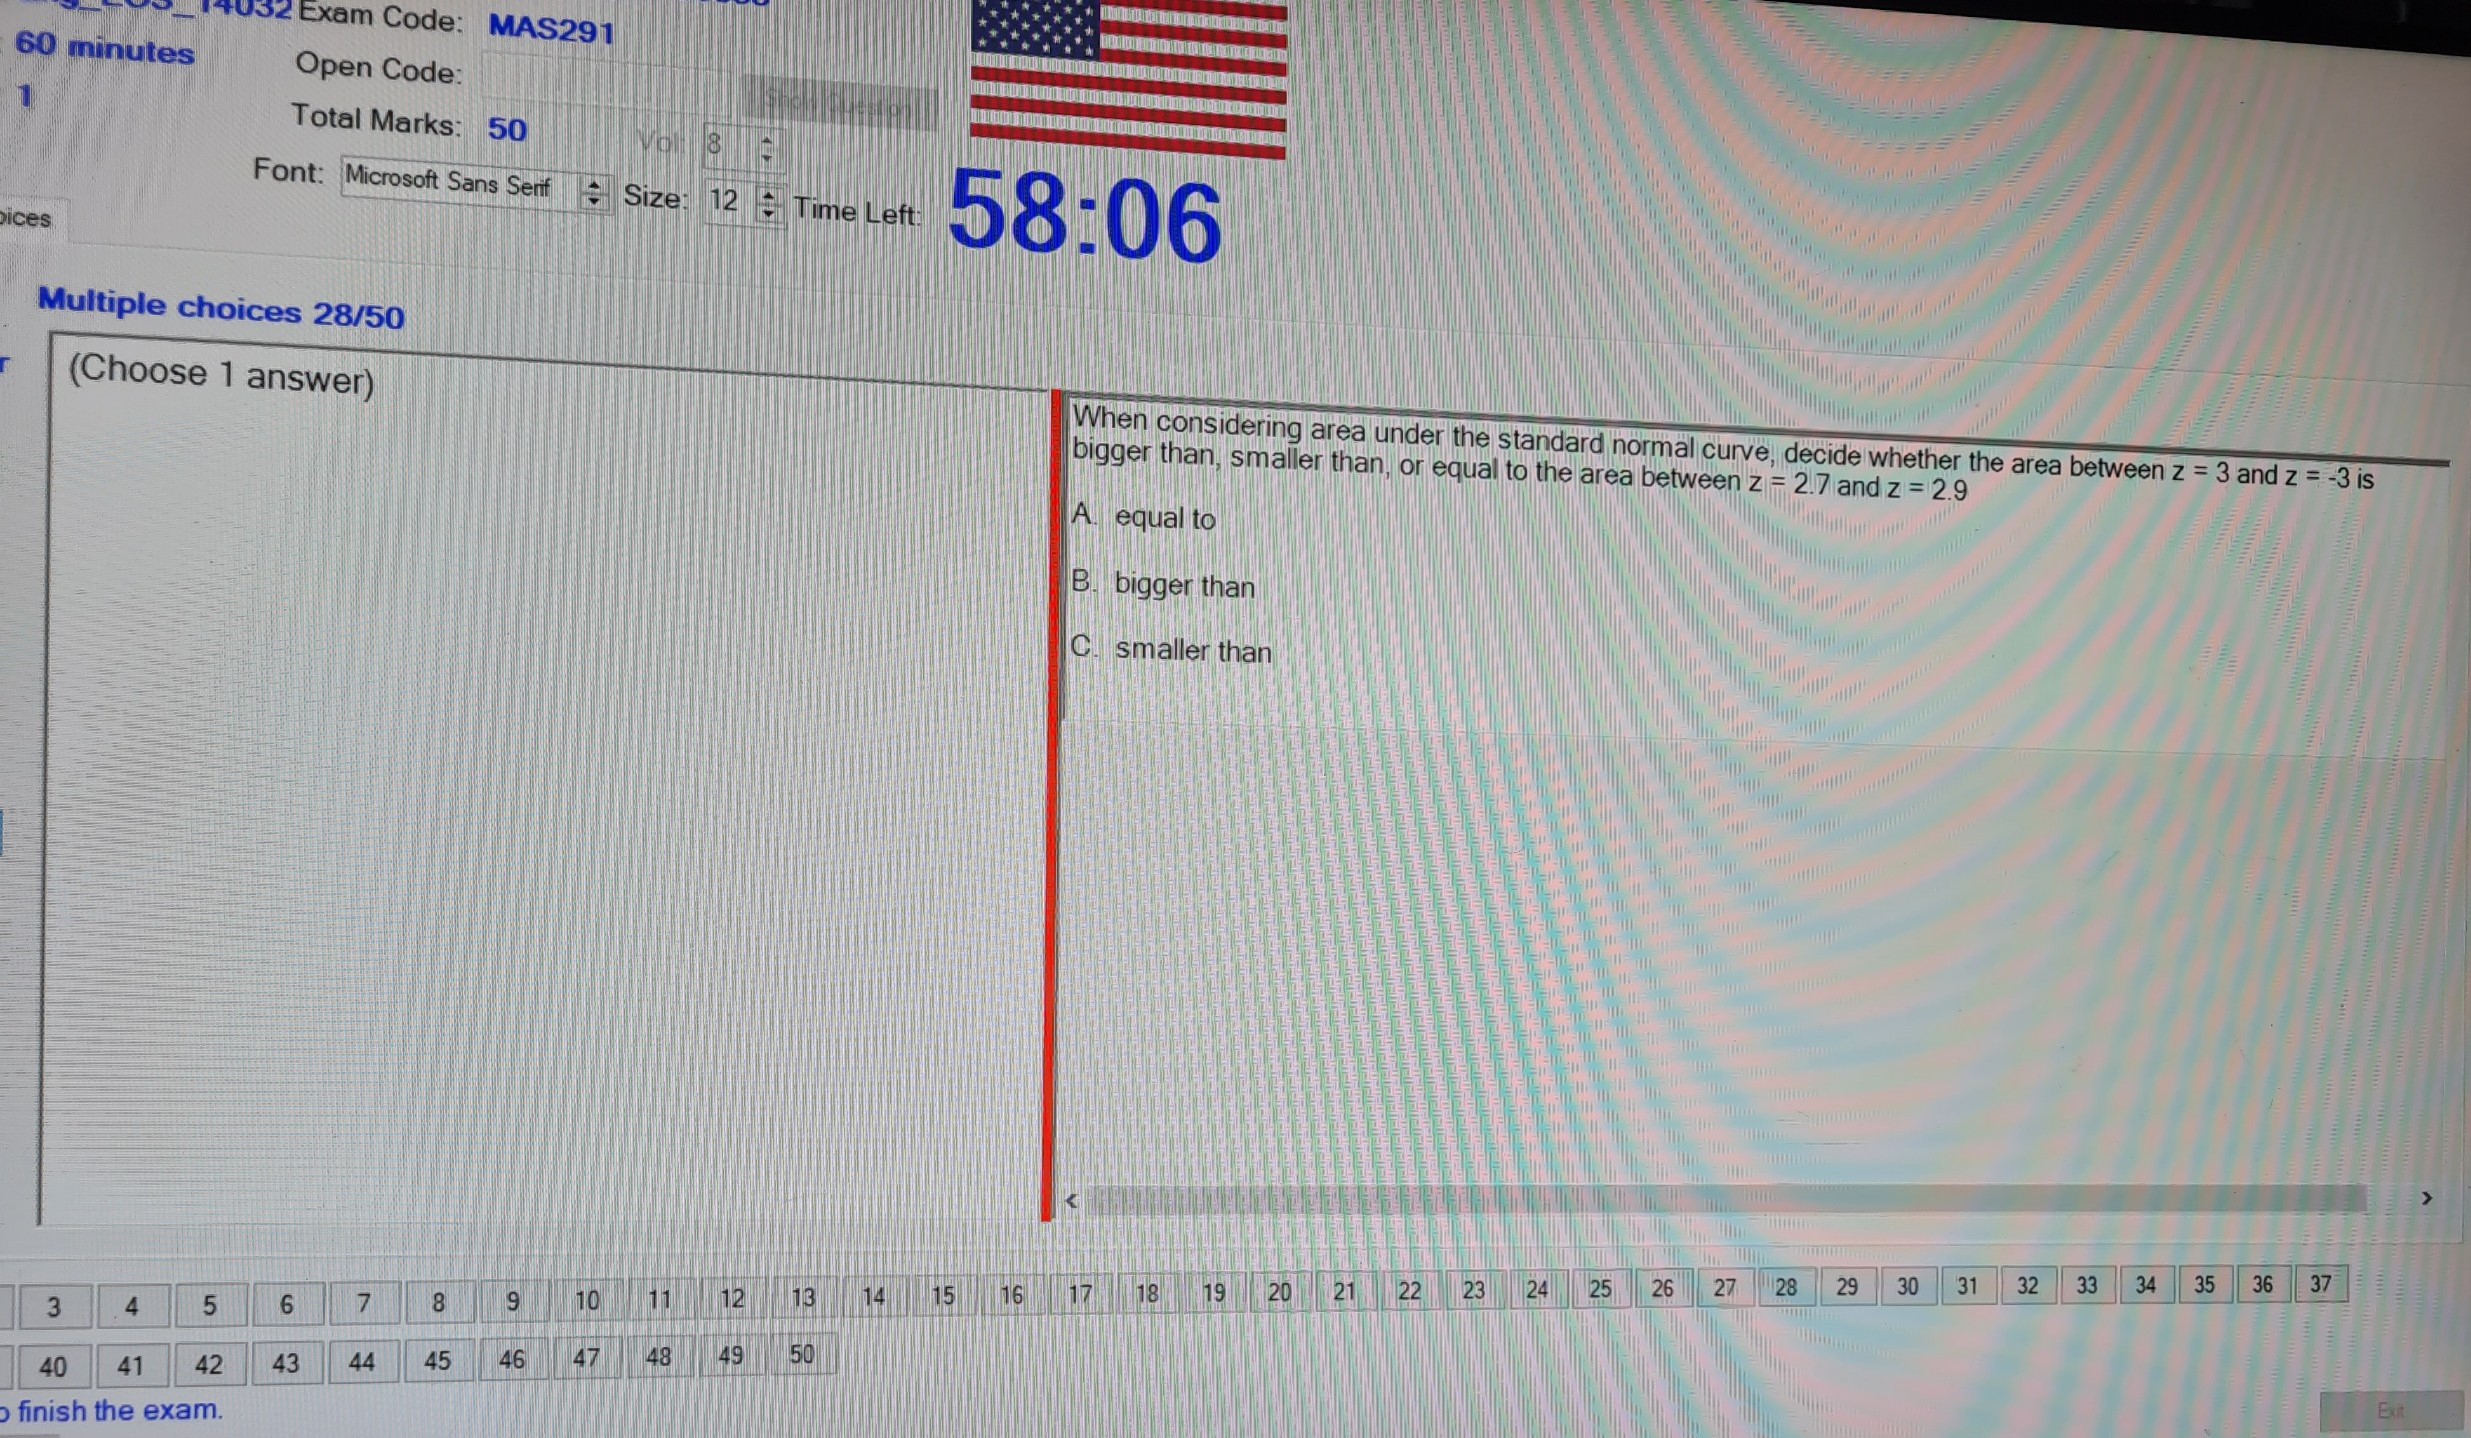 14032 Exam Code: MAS291
60 minutes
Open Code:
1
Show Question
Total Marks: 50
Vol: 8
Font: Microsoft Sans Serif Size: 12 Time Left: 58:06
oices
Multiple choices 28/50
r
(Choose 1 answer)
When considering area under the standard normal curve, decide whether the area between z = 3 and z = -3 is
bigger than, smaller than, or equal to the area between z = 2.7 and z = 2.9
A. equal to
B. bigger than
C. smaller than
< >
3 4 5 6 7 8 9 10 11 12 13 14 15 16 17 18 19 20 21 22 23 24 25 26 27 28 29 30 31 32 33 34 35 36 37
40 41 42 43 44 45 46 47 48 49 50
o finish the exam.
Exit